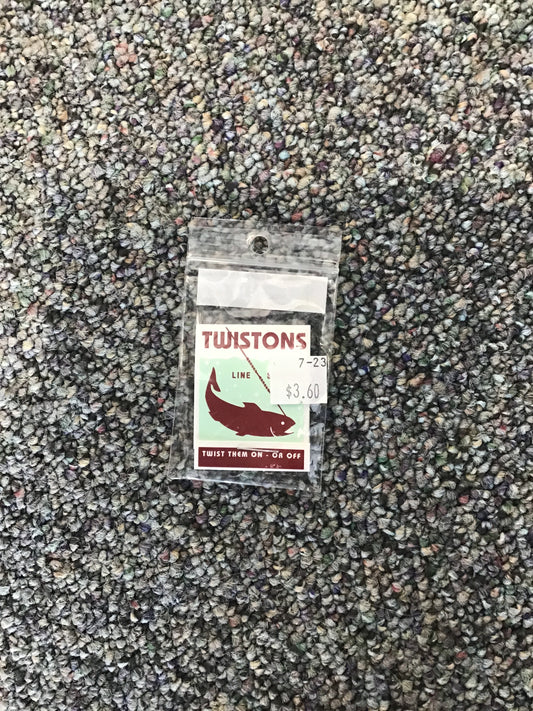 TWISTONS
7-23
LINE
$3.60
TWIST THEM ON - OR OFF